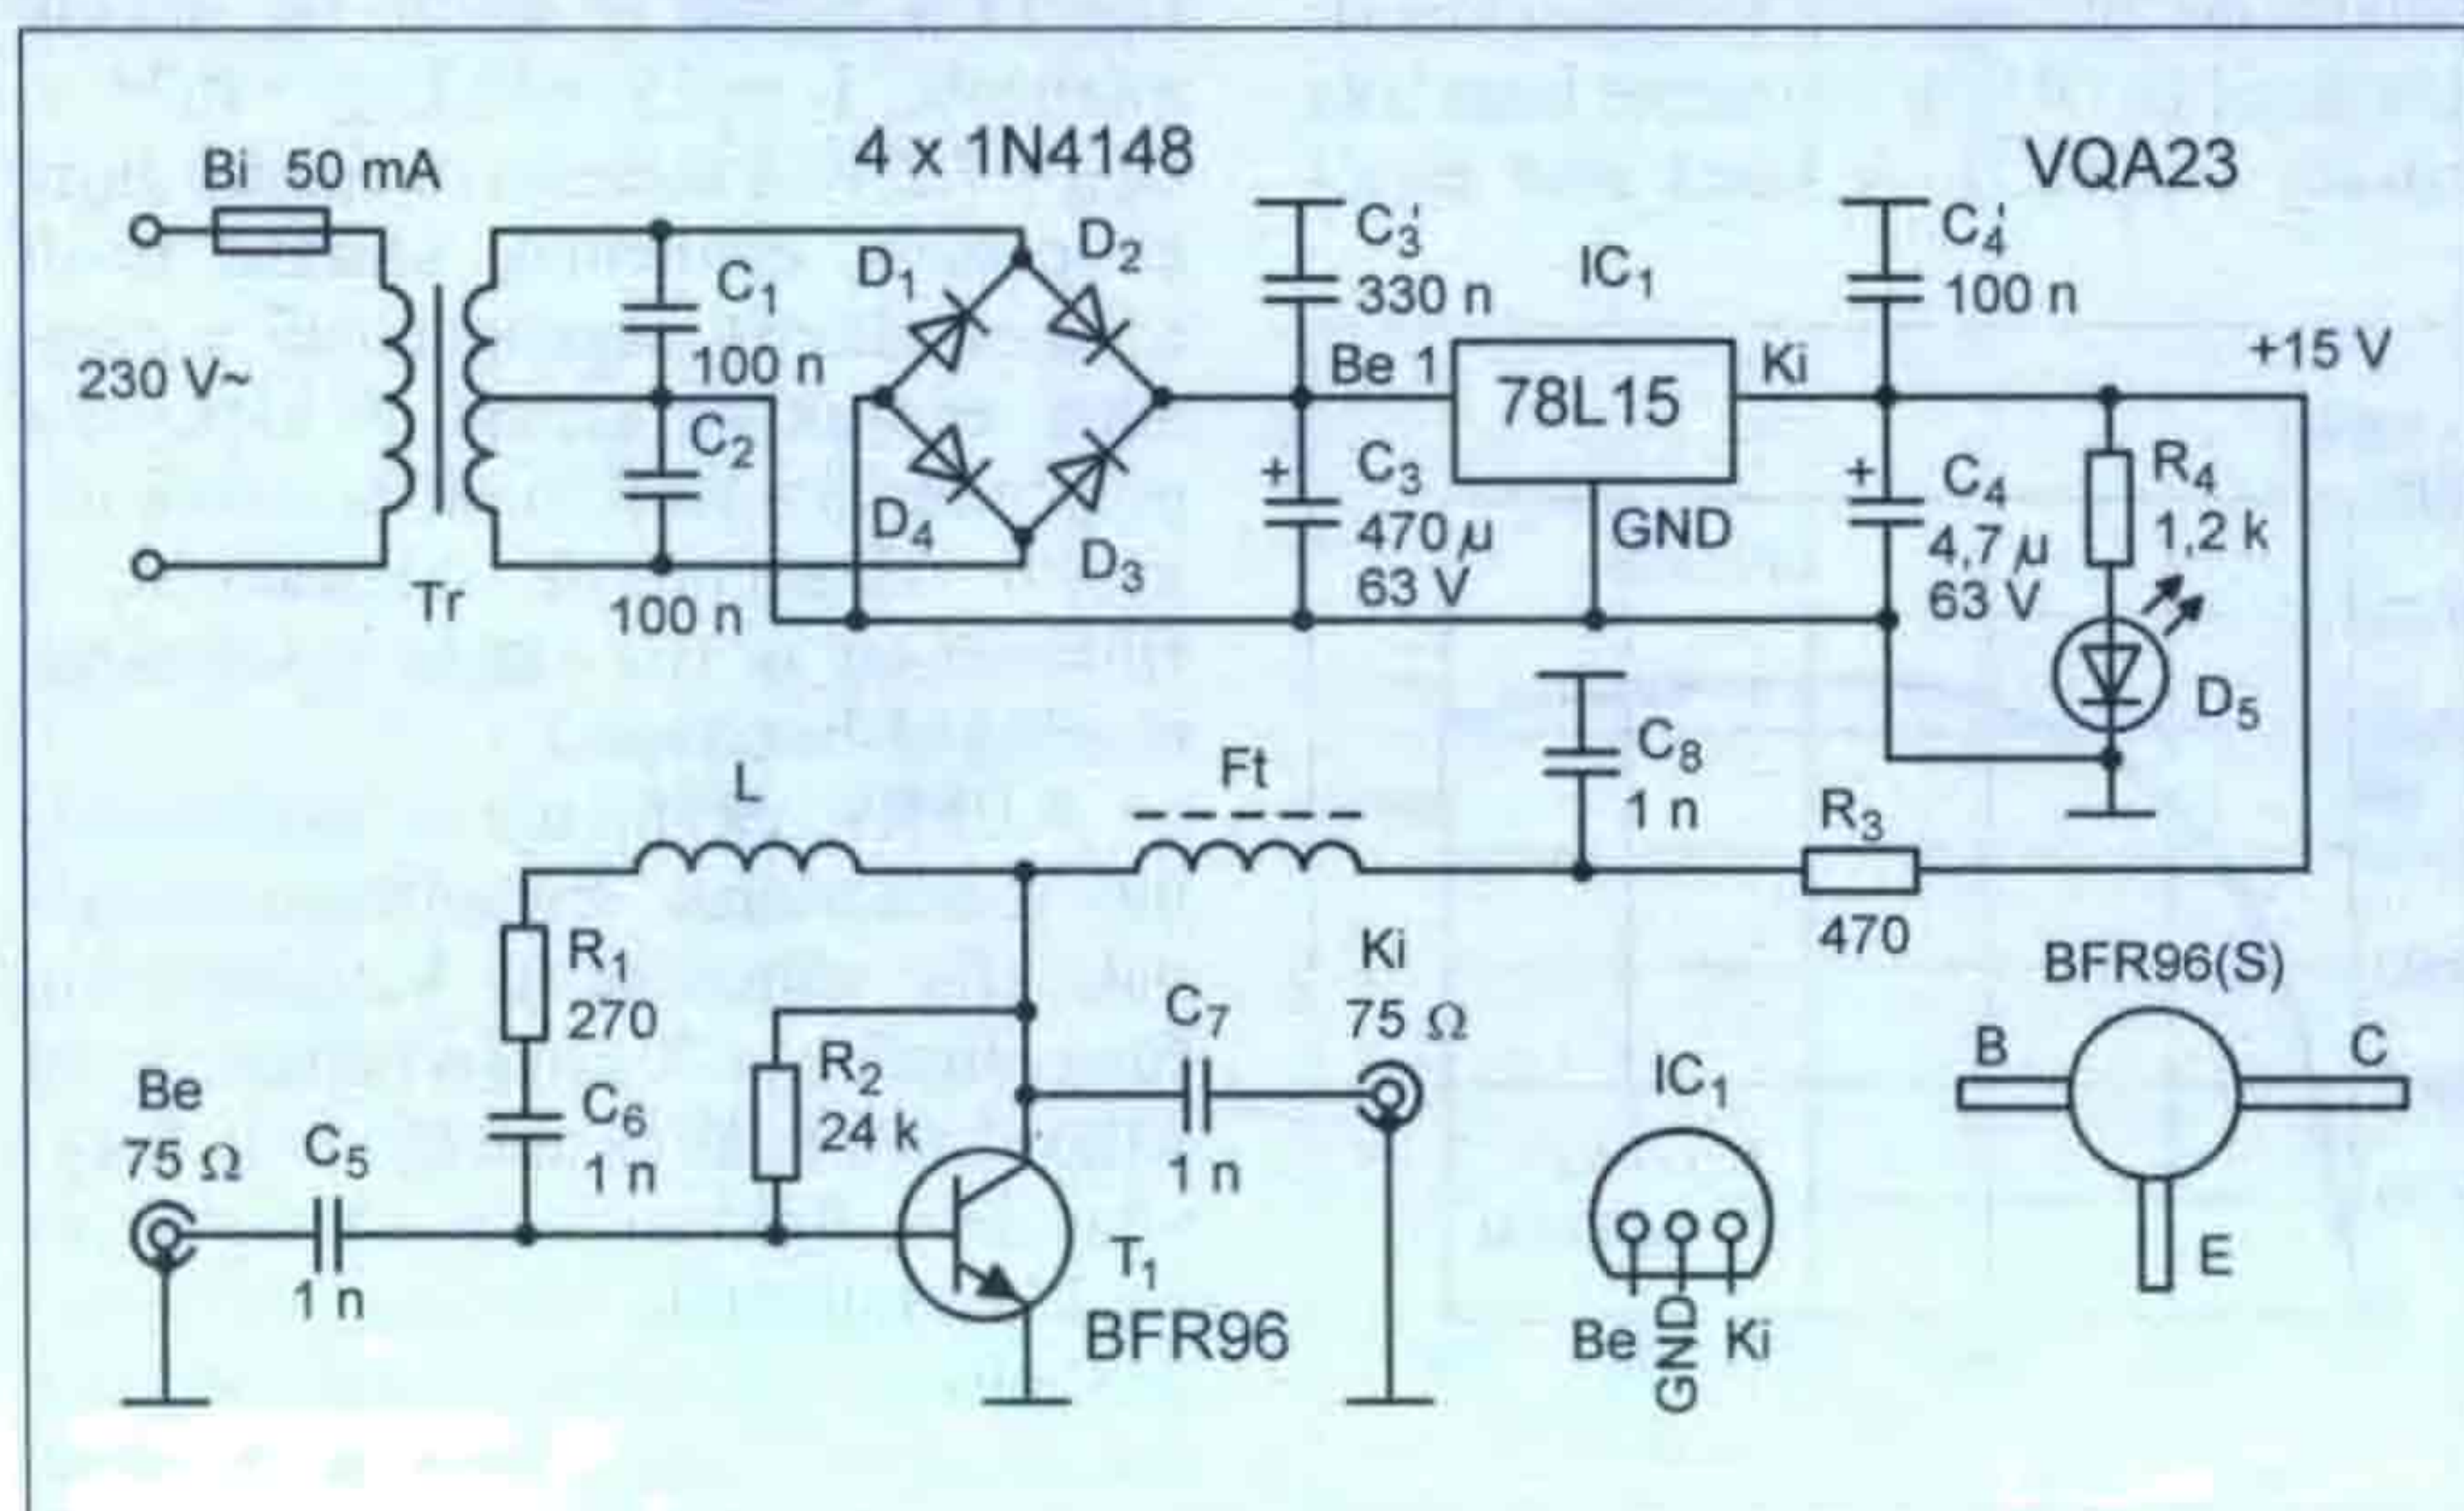 Bi 50 mA
4 x 1N4148
VQA23
230 V~
Tr
C1
100 n
C2
100 n
D1
D2
D4
D3
C3'
330 n
Be 1
IC1
78L15
Ki
GND
C3
+
470 µ
63 V
C4'
100 n
+15 V
+
C4
4,7 µ
63 V
R4
1,2 k
D5
L
Ft
C8
1 n
R3
470
R1
270
C6
1 n
R2
24 k
Be
75 Ω
C5
1 n
C7
1 n
Ki
75 Ω
T1
BFR96
IC1
Be
GND
Ki
BFR96(S)
B
C
E